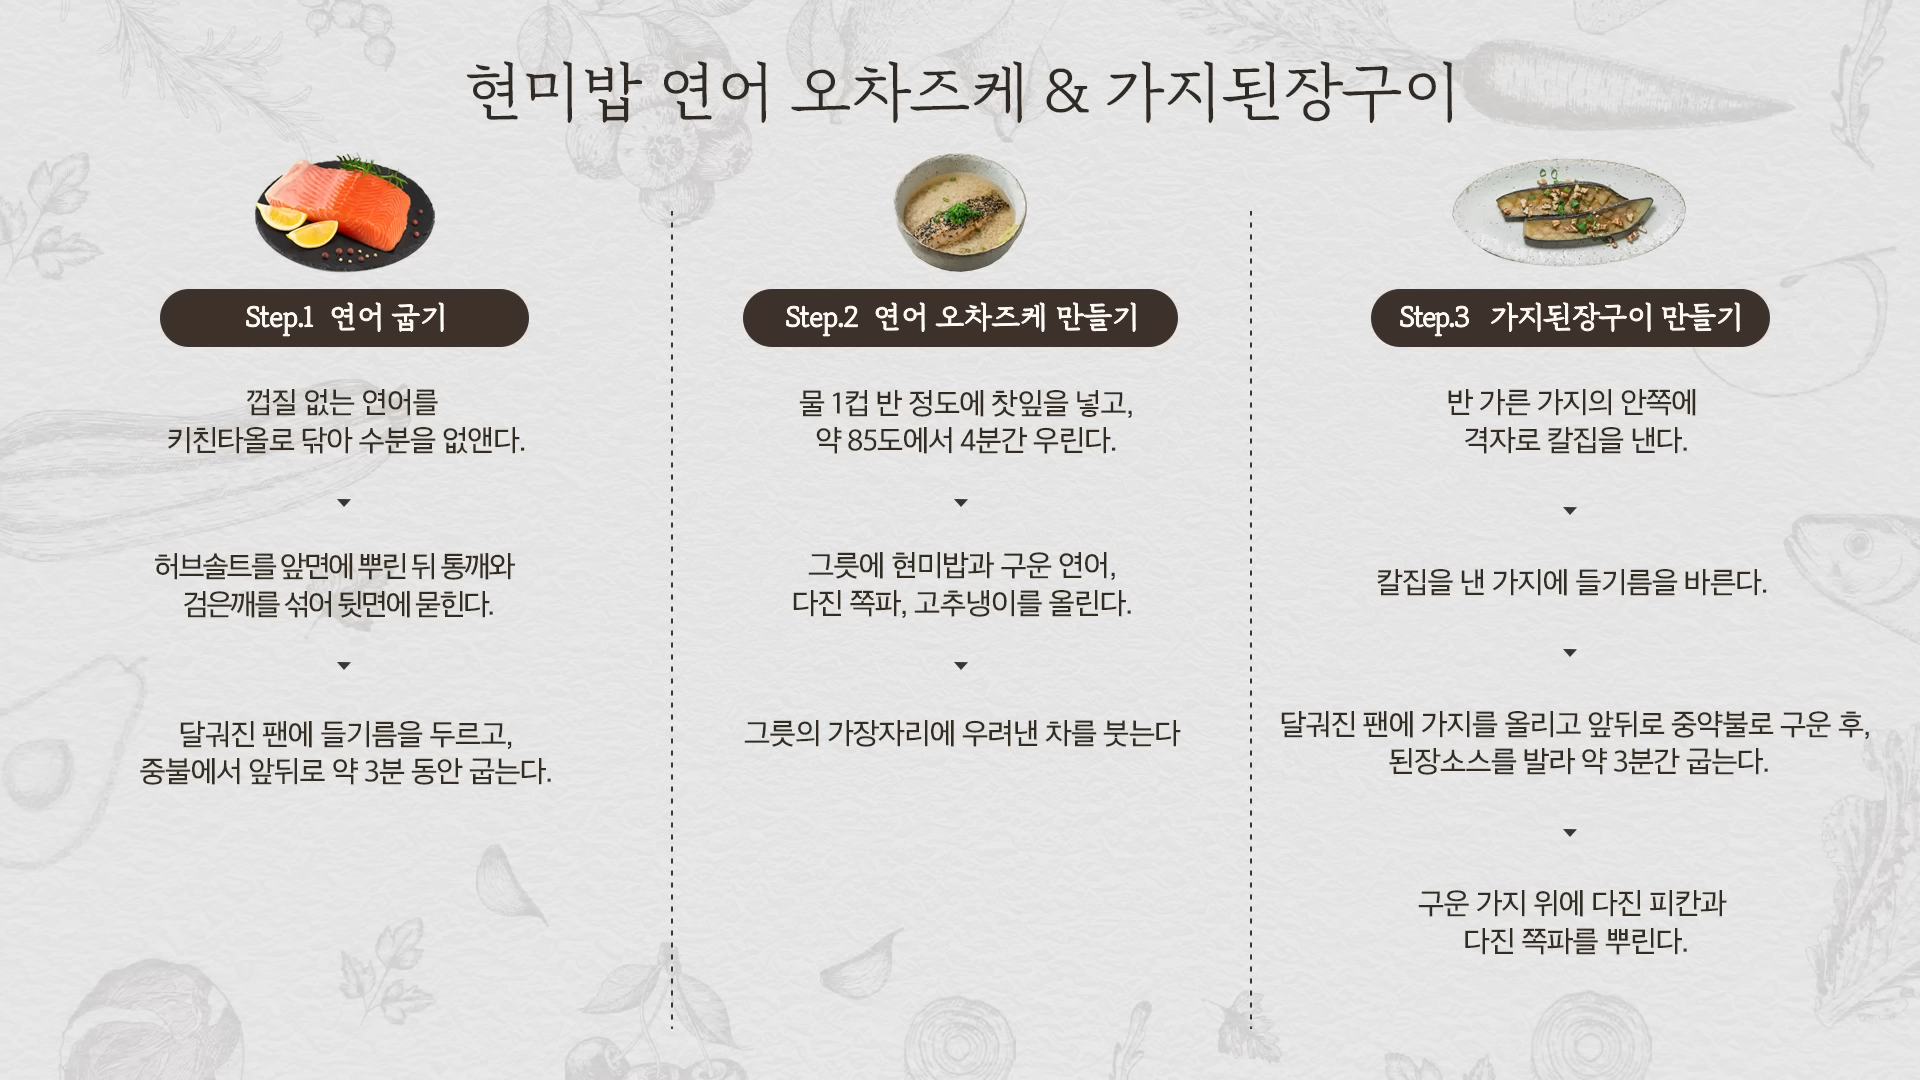 현미밥 연어 오차즈케 & 가지된장구이
Step.1 연어 굽기
껍질 없는 연어를
키친타올로 닦아 수분을 없앤다.
허브솔트를 앞면에 뿌린 뒤 통깨와
검은깨를 섞어 뒷면에 묻힌다.
달궈진 팬에 들기름을 두르고,
중불에서 앞뒤로 약 3분 동안 굽는다.
Step.2 연어 오차즈케 만들기
물 1컵 반 정도에 찻잎을 넣고,
약 85도에서 4분간 우린다.
그릇에 현미밥과 구운 연어,
다진 쪽파, 고추냉이를 올린다.
그릇의 가장자리에 우려낸 차를 붓는다
Step.3 가지된장구이 만들기
반 가른 가지의 안쪽에
격자로 칼집을 낸다.
칼집을 낸 가지에 들기름을 바른다.
달궈진 팬에 가지를 올리고 앞뒤로 중약불로 구운 후,
된장소스를 발라 약 3분간 굽는다.
구운 가지 위에 다진 피칸과
다진 쪽파를 뿌린다.